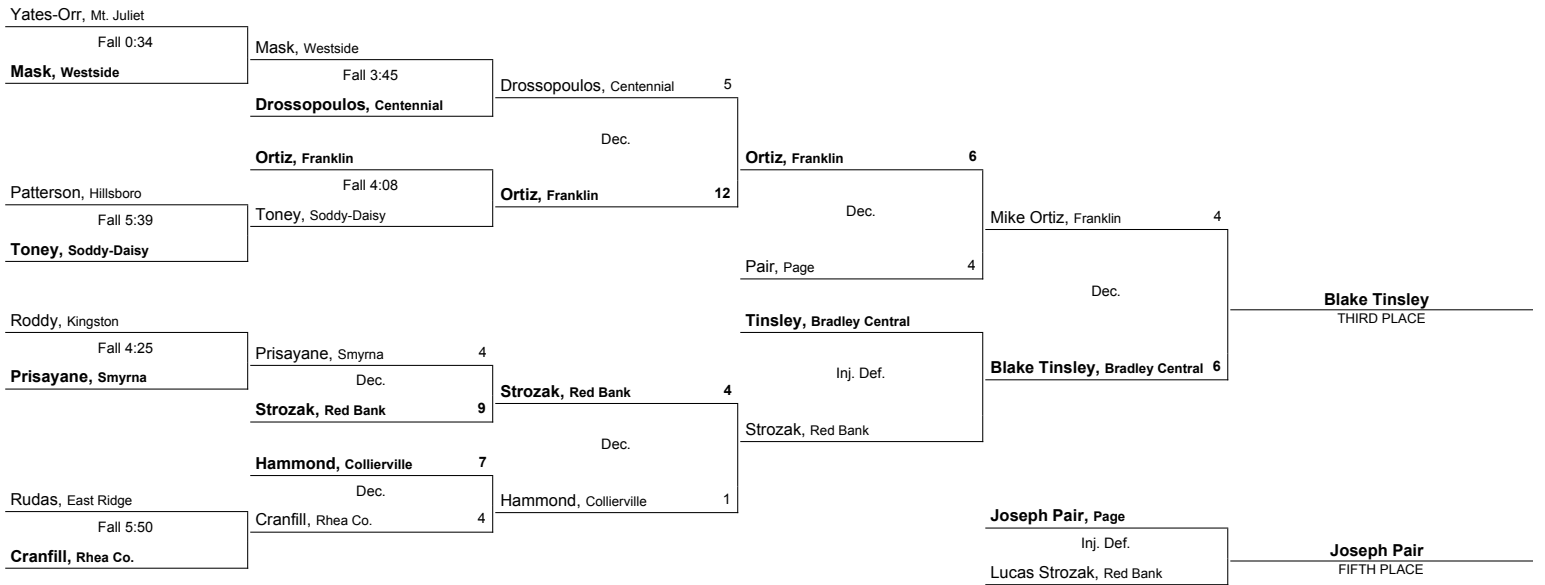 Yates-Orr, Mt. Juliet
Fall 0:34
Mask, Westside
Patterson, Hillsboro
Fall 5:39
Toney, Soddy-Daisy
Roddy, Kingston
Fall 4:25
Prisayane, Smyrna
Rudas, East Ridge
Fall 5:50
Cranfill, Rhea Co.
Mask, Westside
Fall 3:45
Drossopoulos, Centennial
Ortiz, Franklin
Fall 4:08
Toney, Soddy-Daisy
Prisayane, Smyrna 4
Dec.
Strozak, Red Bank 9
Hammond, Collierville 7
Dec.
Cranfill, Rhea Co. 4
Drossopoulos, Centennial 5
Dec.
Ortiz, Franklin 12
Strozak, Red Bank 4
Dec.
Hammond, Collierville 1
Ortiz, Franklin 6
Dec.
Pair, Page 4
Tinsley, Bradley Central
Inj. Def.
Strozak, Red Bank
Mike Ortiz, Franklin 4
Dec.
Blake Tinsley, Bradley Central 6
Blake Tinsley
THIRD PLACE
Joseph Pair, Page
Inj. Def.
Lucas Strozak, Red Bank
Joseph Pair
FIFTH PLACE